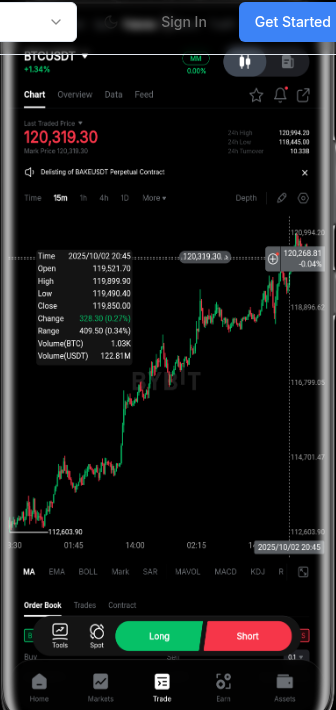 Sign In
Get Started
BTCUSDT
+1.34%
MM
0.00%
Chart Overview Data Feed
Last Traded Price
120,319.30
Mark Price 120,319.30
24h High 120,994.20
24h Low 118,445.00
24h Turnover 10.33B
Delisting of BAKEUSDT Perpetual Contract
Time 15m 1h 4h 1D More Depth
120,994.20
Time 2025/10/02 20:45
Open 119,521.70
High 119,899.90
Low 119,490.40
Close 119,850.00
Change 328.30 (0.27%)
Range 409.50 (0.34%)
Volume(BTC) 1.03K
Volume(USDT) 122.81M
120,319.30
120,268.81
-0.04%
118,896.67
BYBIT
116,799.05
114,701.47
112,603.90
112,603.90
9:30 01:45 14:00 02:15
2025/10/02 20:45
MA EMA BOLL Mark SAR MAVOL MACD KDJ R
Order Book Trades Contract
B
S
Tools
Spot
Long
Short
Buy
Sell
0.1
Home
Markets
Trade
Earn
Assets